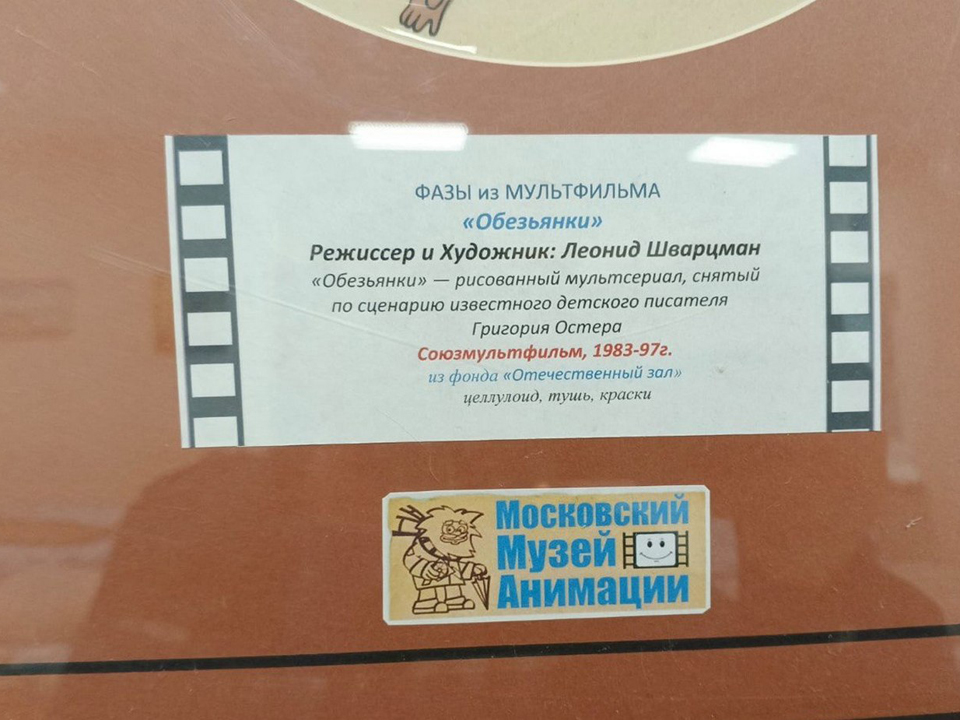 ФАЗЫ из МУЛЬТФИЛЬМА
«Обезьянки»
Режиссер и Художник: Леонид Шварцман
«Обезьянки» — рисованный мультсериал, снятый
по сценарию известного детского писателя
Григория Остера
Союзмультфильм, 1983-97г.
из фонда «Отечественный зал»
целлулоид, тушь, краски
Московский
Музей
Анимации